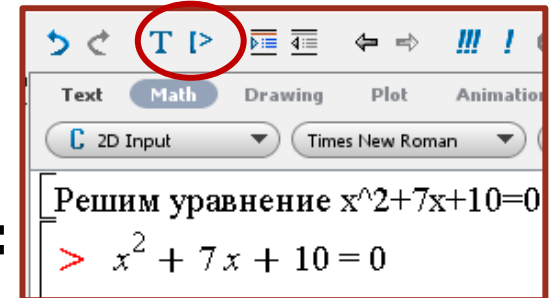 T [> !!! !
Text Math Drawing Plot Animation
C 2D Input Times New Roman
Решим уравнение x^2+7x+10=0
:
> x² + 7x + 10 = 0